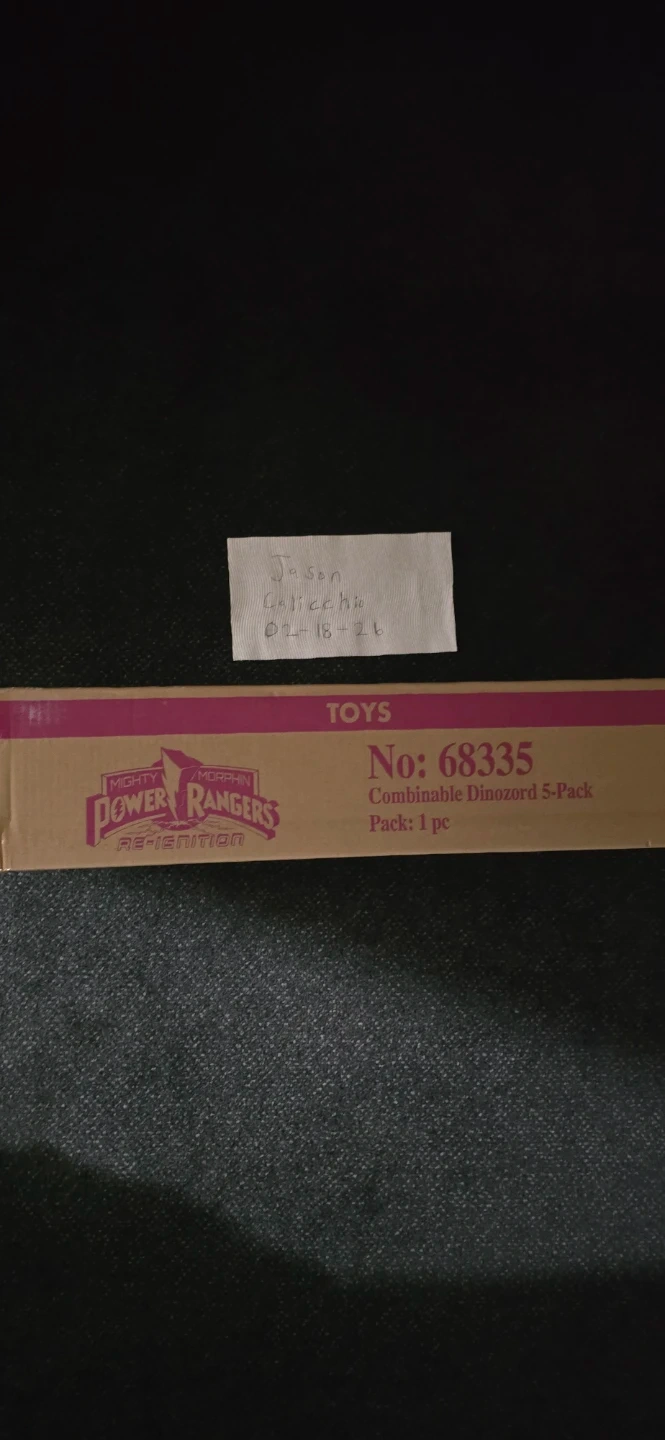 Jason
Calicchio
02-18-26
TOYS
MIGHTY MORPHIN
POWER RANGERS
RE-IGNITION
No: 68335
Combinable Dinozord 5-Pack
Pack: 1 pc